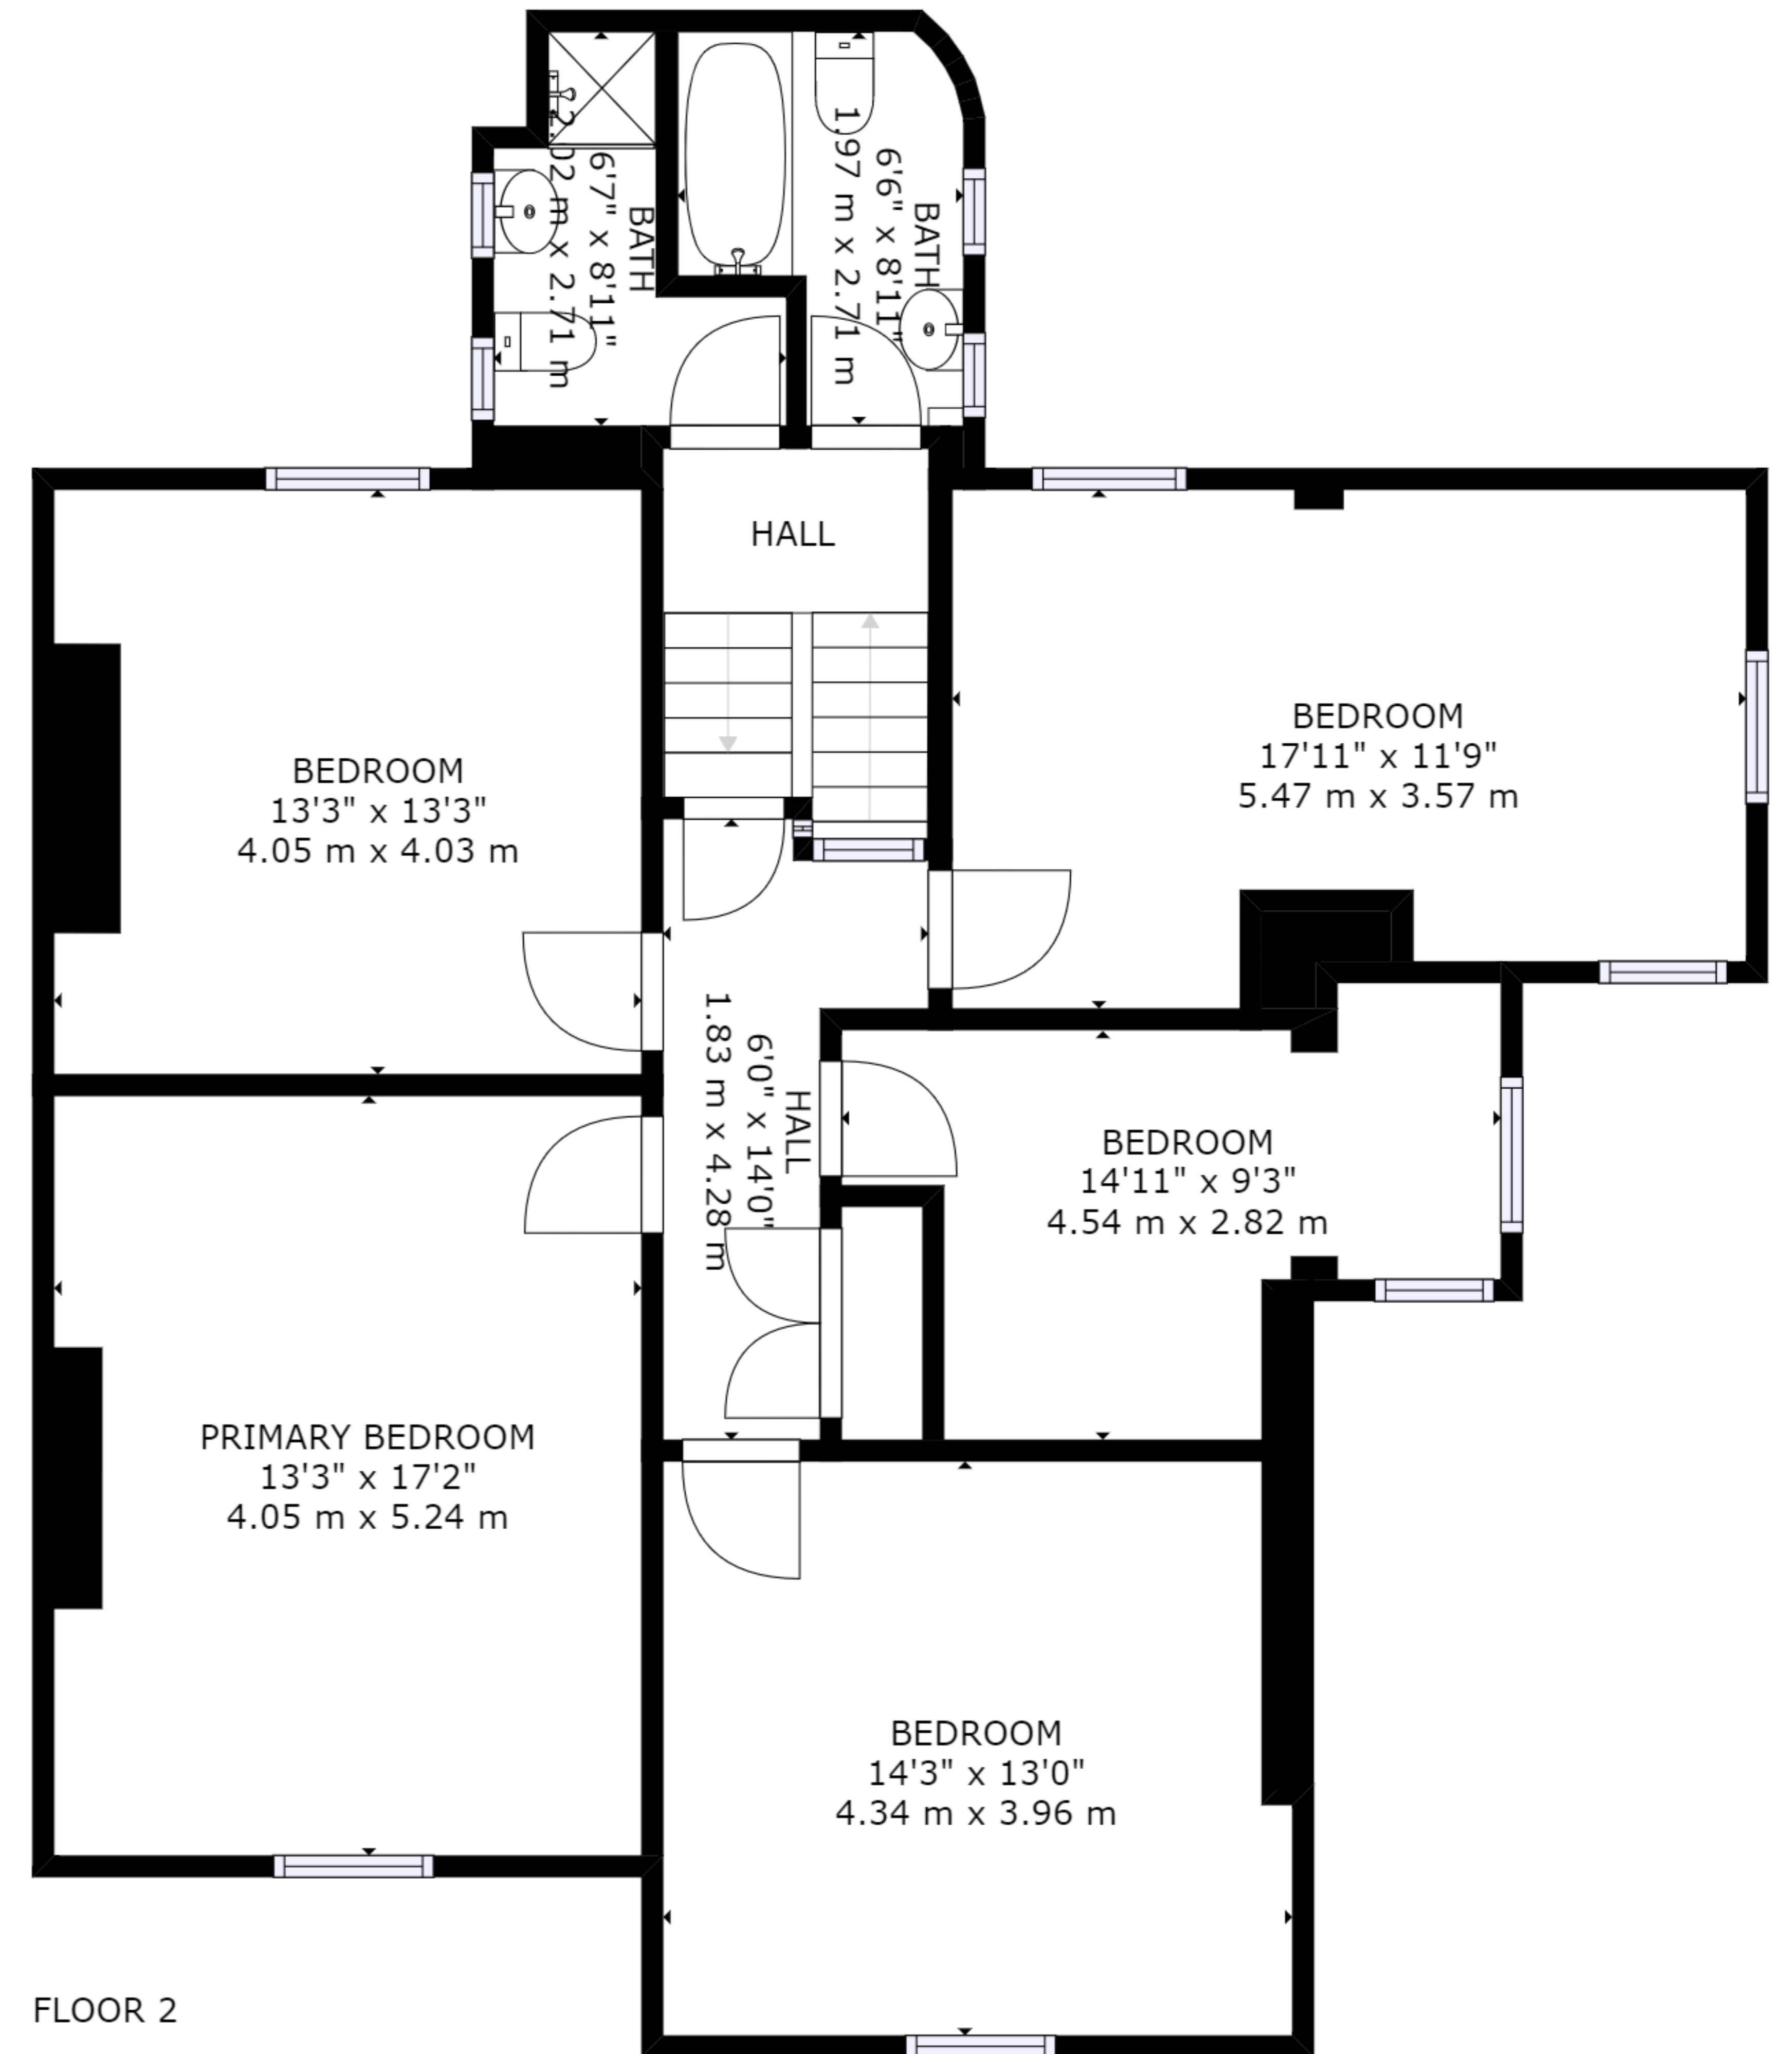 BATH
6'7" x 8'11"
2.02 m x 2.71 m
BATH
6'6" x 8'11"
1.97 m x 2.71 m
HALL
BEDROOM
13'3" x 13'3"
4.05 m x 4.03 m
BEDROOM
17'11" x 11'9"
5.47 m x 3.57 m
HALL
6'0" x 14'0"
1.83 m x 4.28 m
BEDROOM
14'11" x 9'3"
4.54 m x 2.82 m
PRIMARY BEDROOM
13'3" x 17'2"
4.05 m x 5.24 m
BEDROOM
14'3" x 13'0"
4.34 m x 3.96 m
FLOOR 2